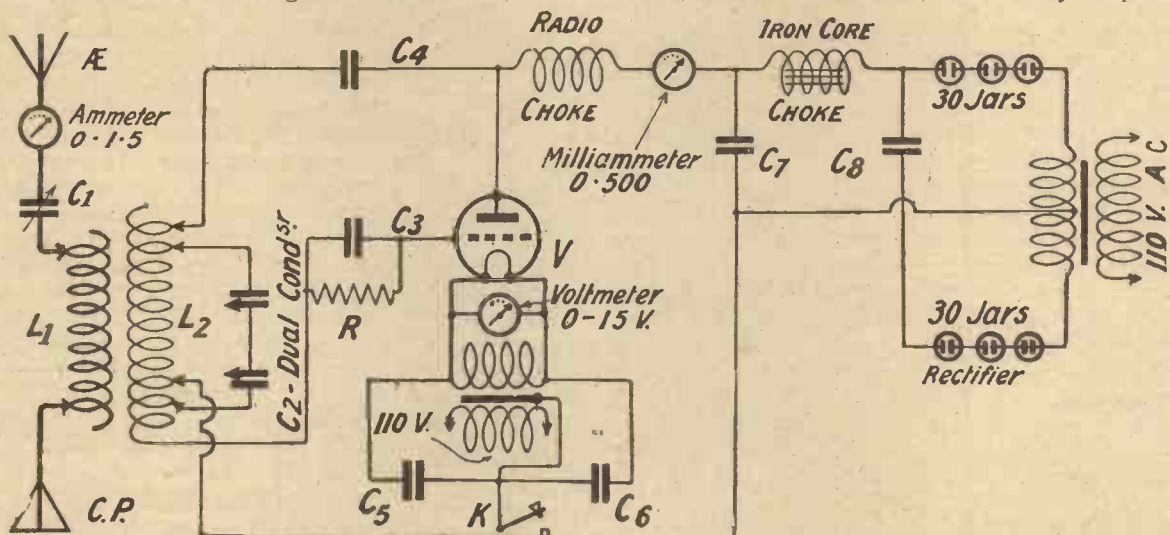 RADIO
IRON CORE
Æ
C4
Ammeter
0.1.5
30 Jars
CHOKE
CHOKE
Milliammeter
0.500
C7
C8
110 V. A C
C1
C3
V
C2 - Dual Condsr.
L1
L2
R
Voltmeter
0-15 V.
30 Jars
Rectifier
110 V.
C5
K
C6
C.P.